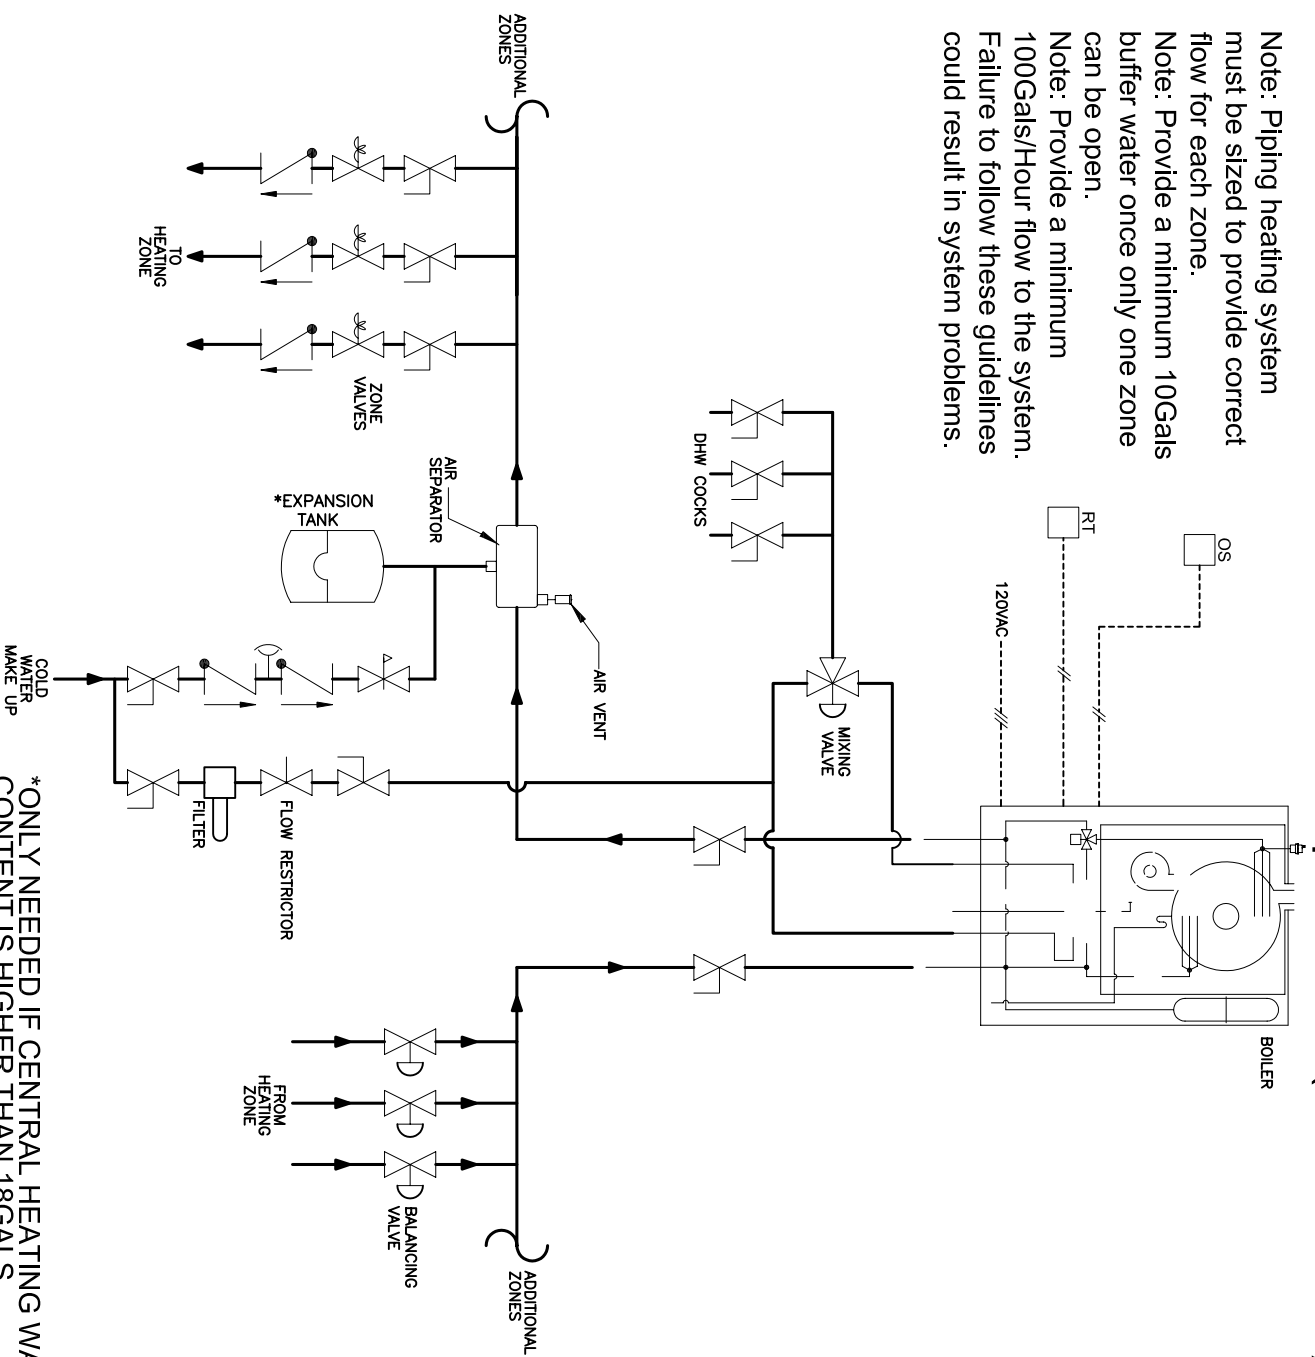 Note: Piping heating system
must be sized to provide correct
flow for each zone.
Note: Provide a minimum 10Gals
buffer water once only one zone
can be open.
Note: Provide a minimum
100Gals/Hour flow to the system.
Failure to follow these guidelines
could result in system problems.
OS
RT
120VAC
BOILER
DHW COCKS
MIXING
VALVE
ADDITIONAL
ZONES
AIR
SEPARATOR
AIR VENT
ZONE
VALVES
*EXPANSION
TANK
TO
HEATING
ZONE
COLD
WATER
MAKE UP
FLOW RESTRICTOR
FILTER
BALANCING
VALVE
FROM
HEATING
ZONE
ADDITIONAL
ZONES
*ONLY NEEDED IF CENTRAL HEATING
CONTENT IS HIGHER THAN 18GALS